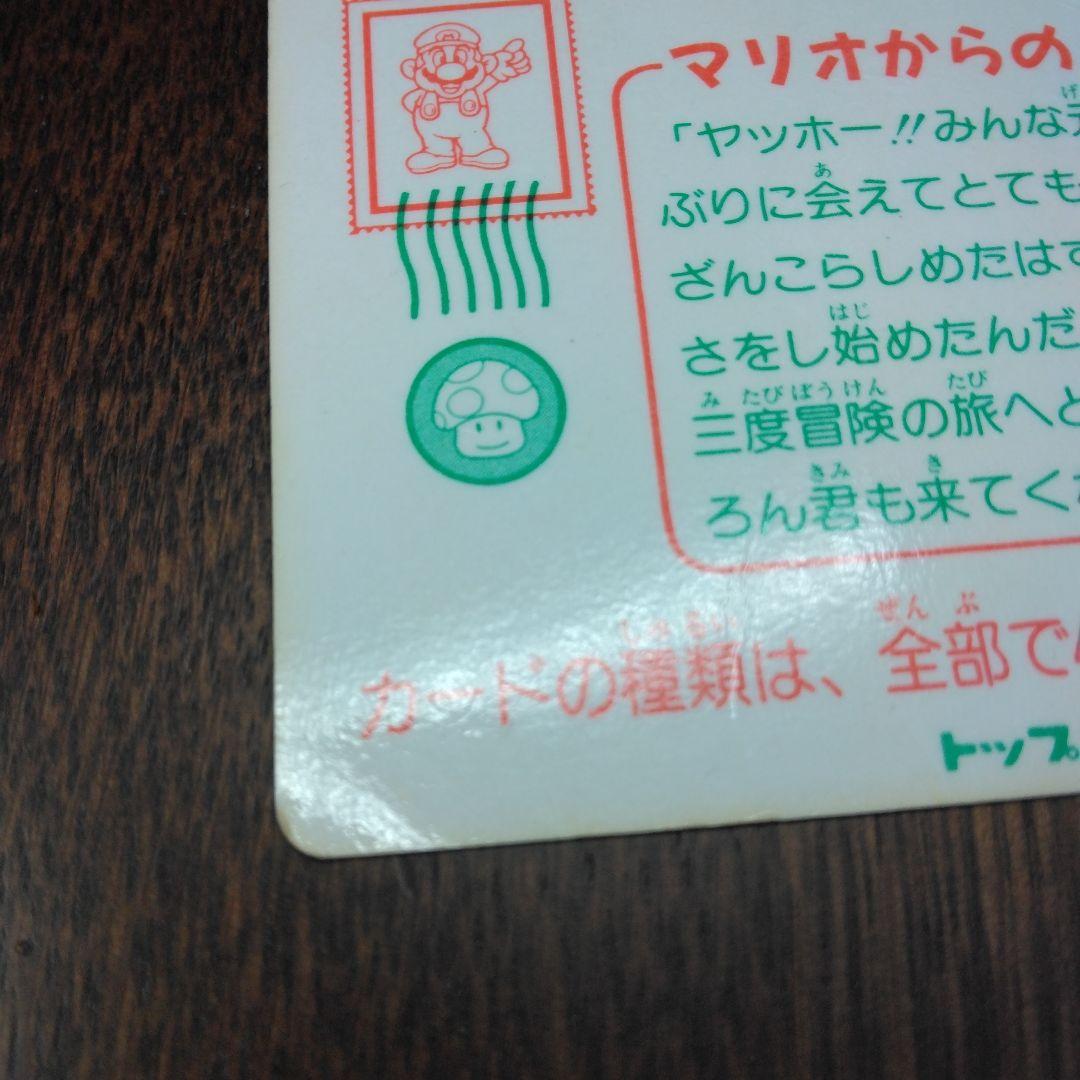 マリオからの
「ヤッホー!!みんな
ぶりに会えてとても
ざんこらしめたはず
さをし始めたんだ
三度冒険の旅へと
ろん君も来てく
カードの種類は、全部で
トップ